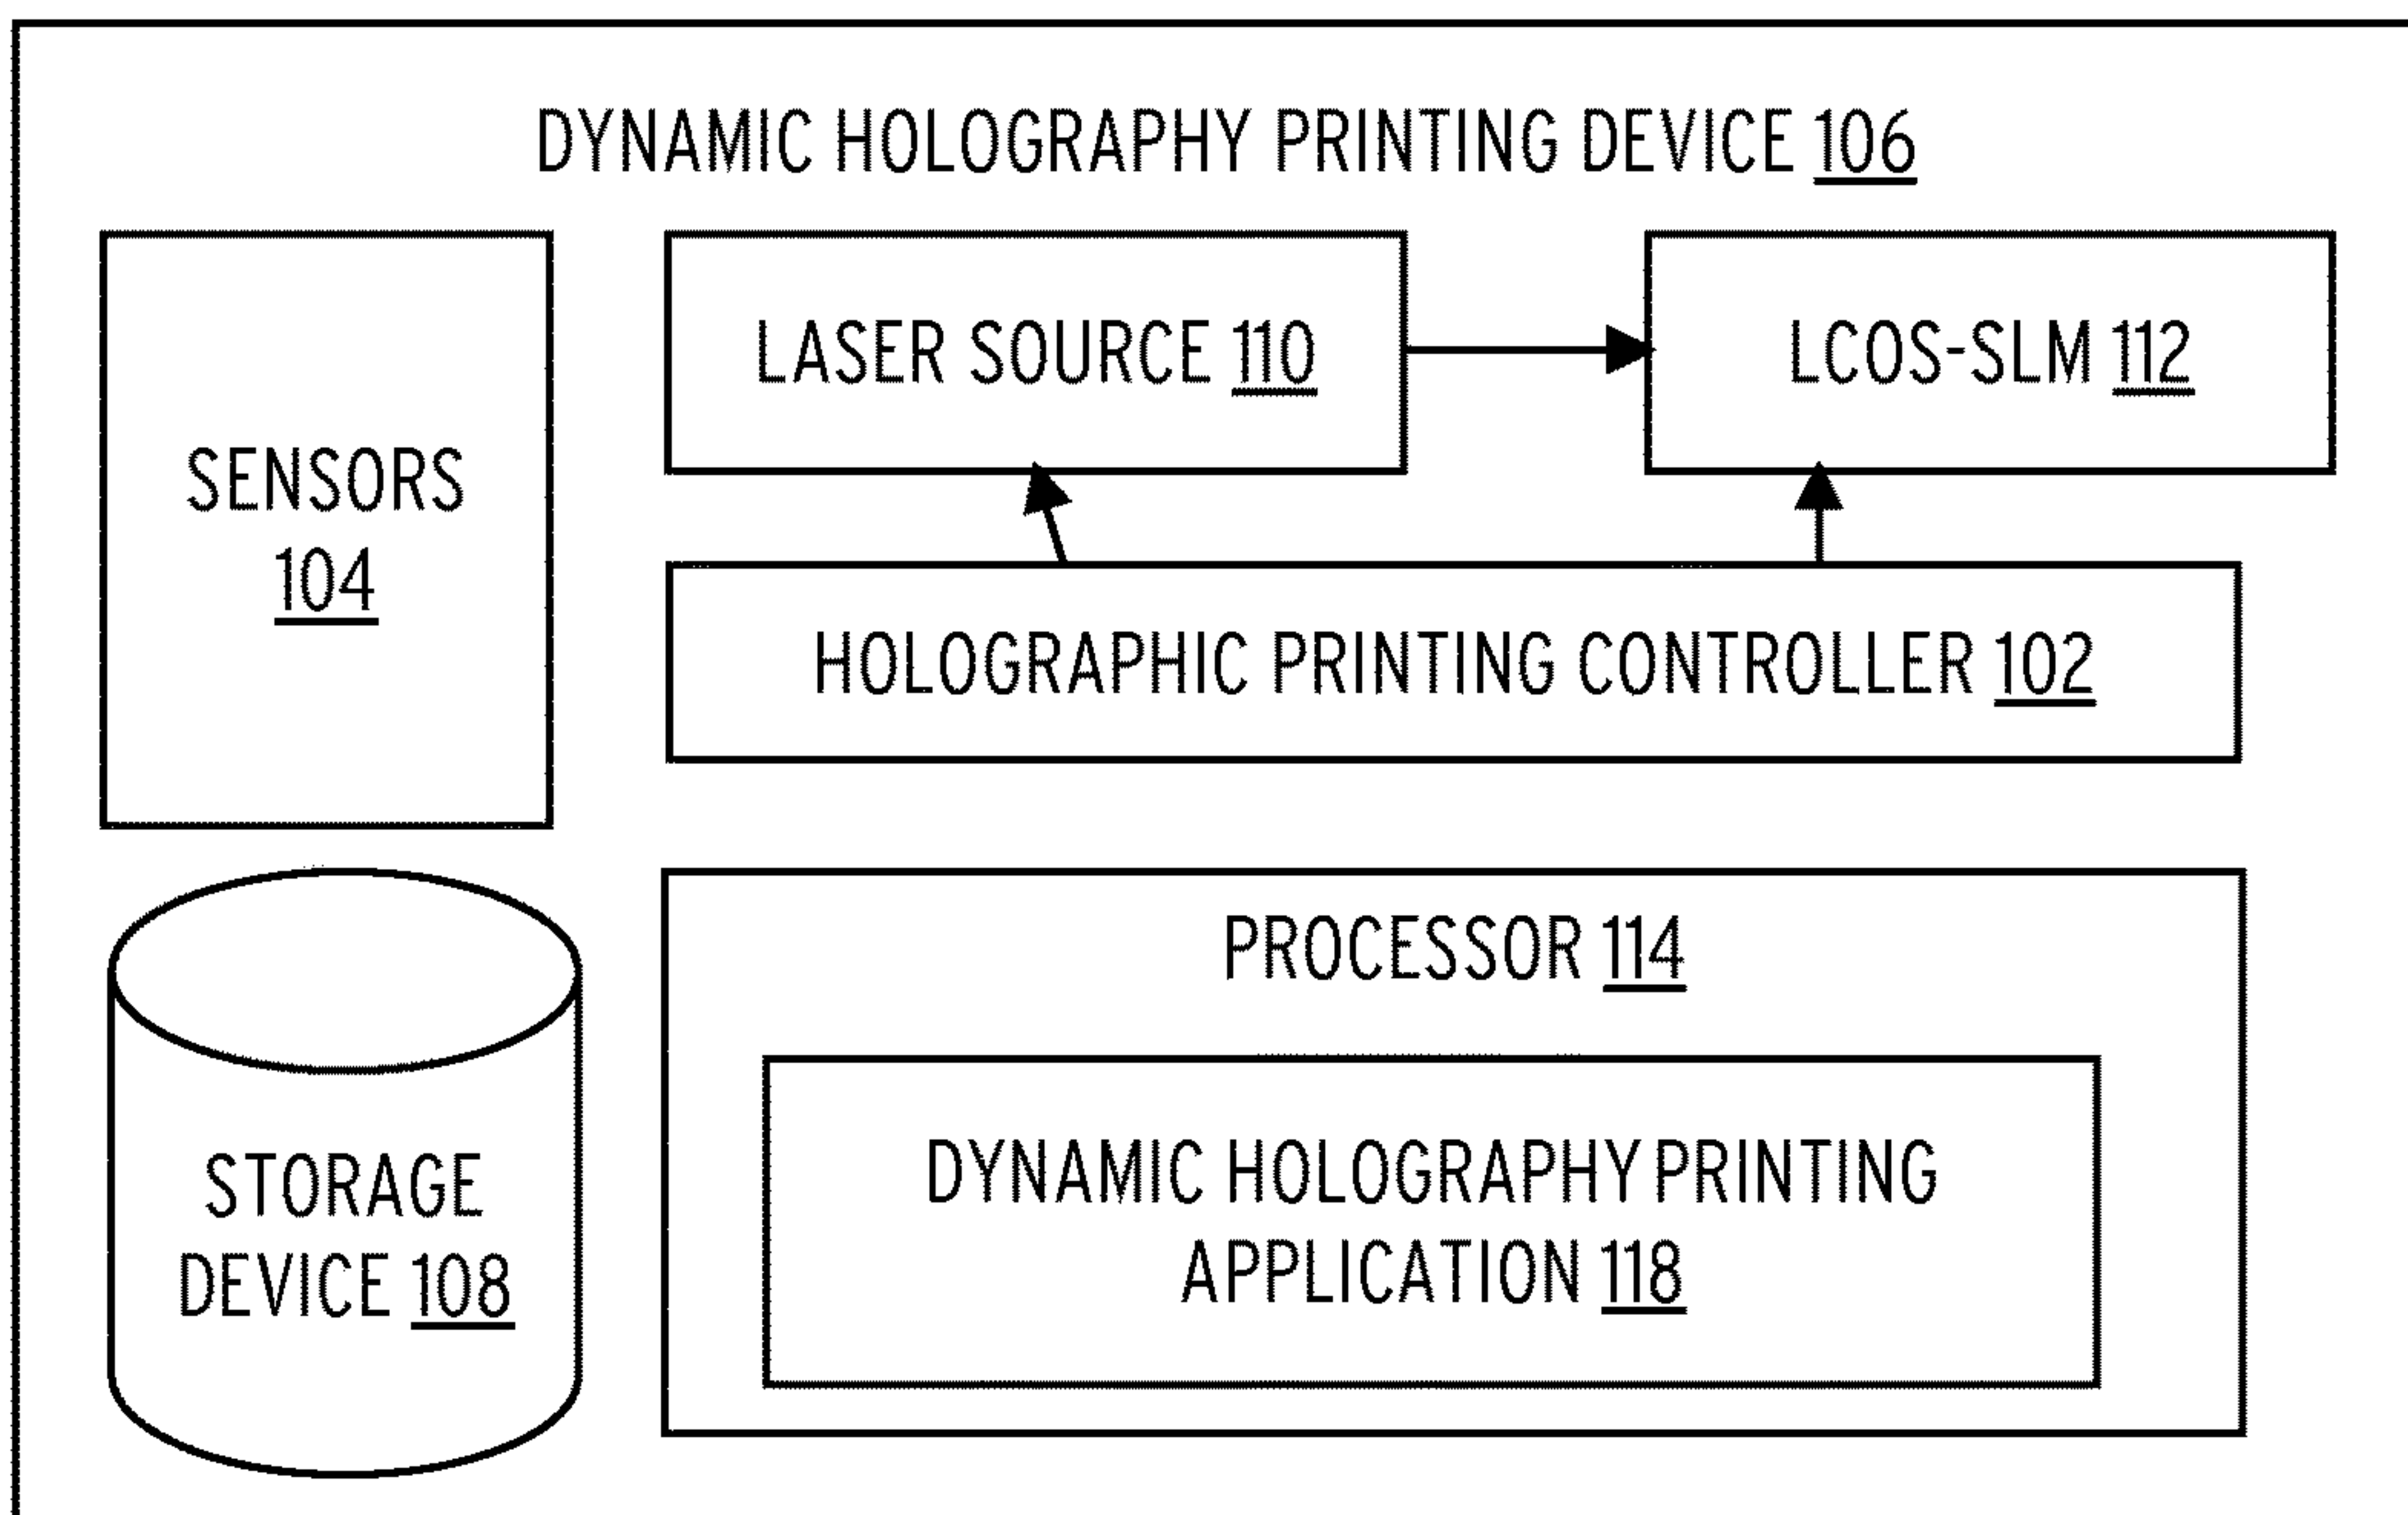 DYNAMIC HOLOGRAPHY PRINTING DEVICE 106
SENSORS
104
LASER SOURCE 110
LCOS-SLM 112
HOLOGRAPHIC PRINTING CONTROLLER 102
STORAGE
DEVICE 108
PROCESSOR 114
DYNAMIC HOLOGRAPHY PRINTING
APPLICATION 118